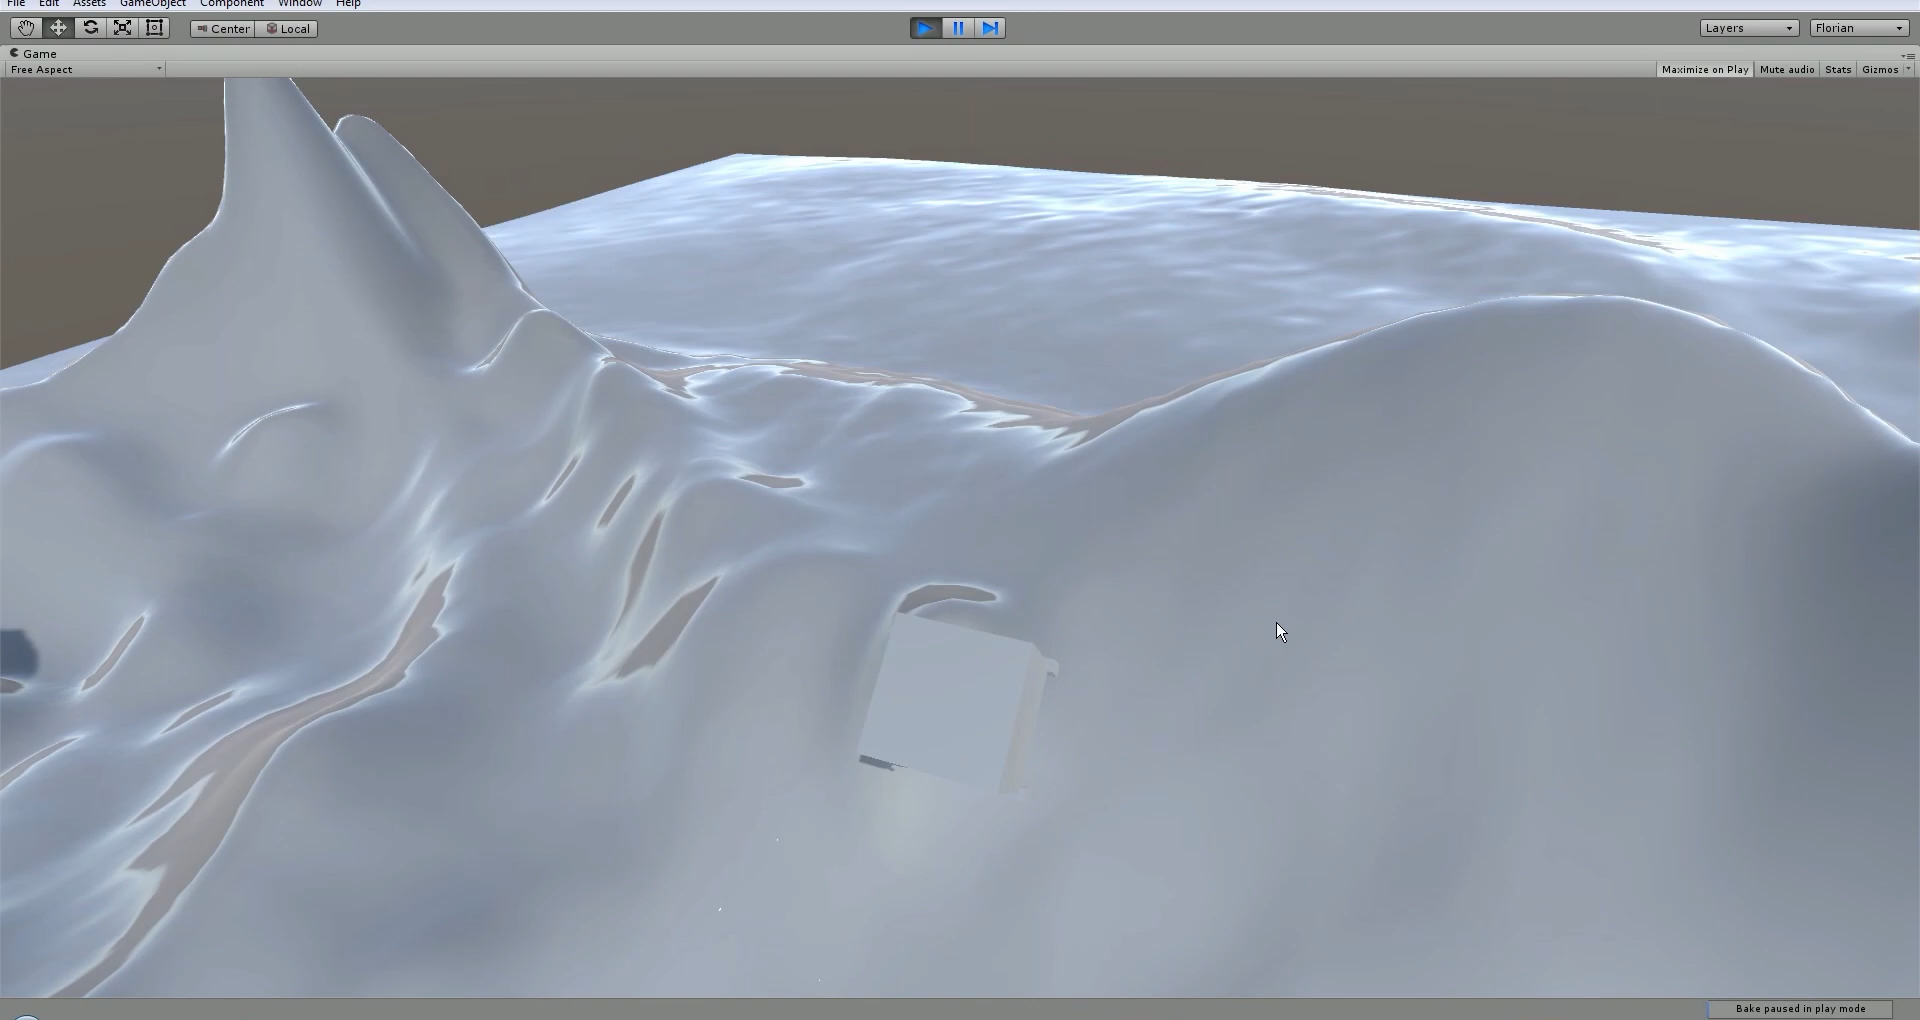 File Edit Assets GameObject Component Window Help
Center Local Layers Florian
Game
Free Aspect Maximize on Play Mute audio Stats Gizmos
Bake paused in play mode